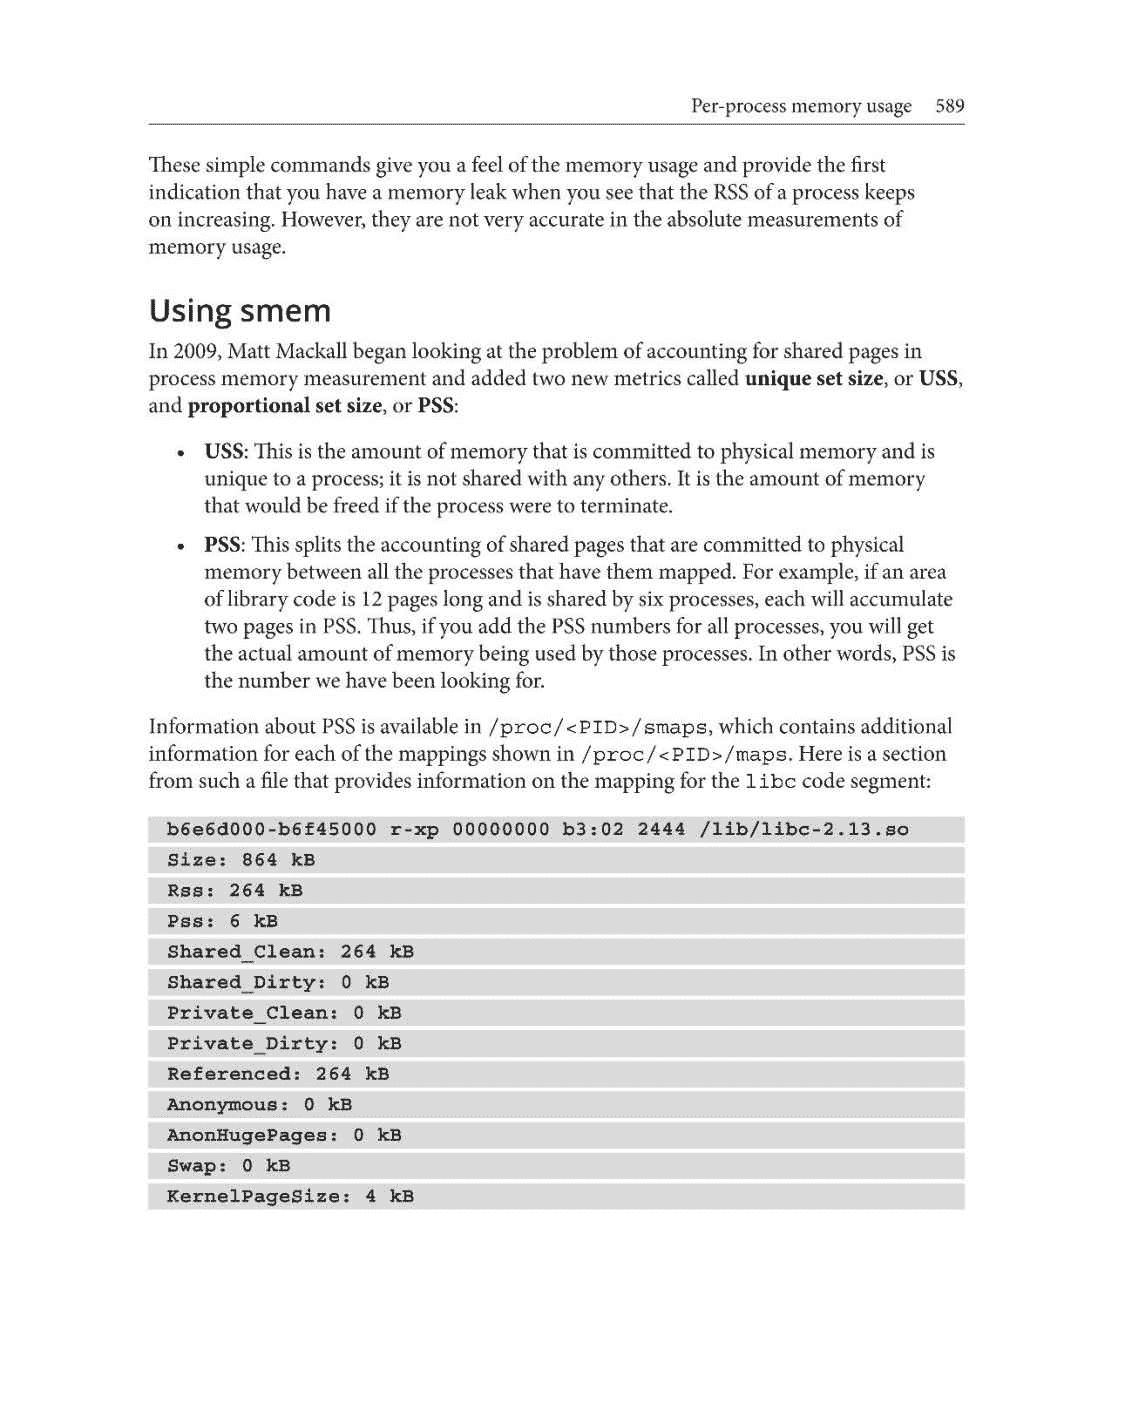 Per-process memory usage 589
These simple commands give you a feel of the memory usage and provide the first
indication that you have a memory leak when you see that the RSS of a process keeps
on increasing. However, they are not very accurate in the absolute measurements of
memory usage.
Using smem
In 2009, Matt Mackall began looking at the problem of accounting for shared pages in
process memory measurement and added two new metrics called unique set size, or USS,
and proportional set size, or PSS:
• USS: This is the amount of memory that is committed to physical memory and is
unique to a process; it is not shared with any others. It is the amount of memory
that would be freed if the process were to terminate.
• PSS: This splits the accounting of shared pages that are committed to physical
memory between all the processes that have them mapped. For example, if an area
of library code is 12 pages long and is shared by six processes, each will accumulate
two pages in PSS. Thus, if you add the PSS numbers for all processes, you will get
the actual amount of memory being used by those processes. In other words, PSS is
the number we have been looking for.
Information about PSS is available in /proc/<PID>/smaps, which contains additional
information for each of the mappings shown in /proc/<PID>/maps. Here is a section
from such a file that provides information on the mapping for the libc code segment:
b6e6d000-b6f45000 r-xp 00000000 b3:02 2444 /lib/libc-2.13.so
Size: 864 kB
Rss: 264 kB
Pss: 6 kB
Shared_Clean: 264 kB
Shared_Dirty: 0 kB
Private_Clean: 0 kB
Private_Dirty: 0 kB
Referenced: 264 kB
Anonymous: 0 kB
AnonHugePages: 0 kB
Swap: 0 kB
KernelPageSize: 4 kB